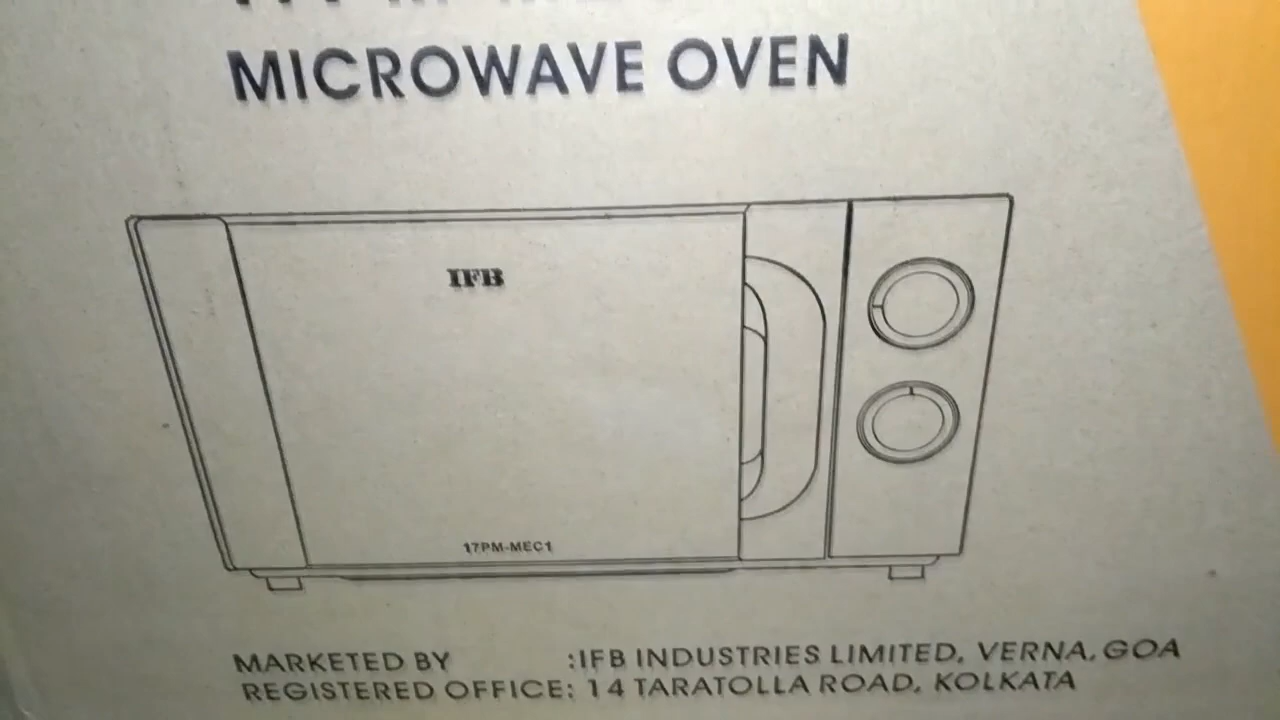 MICROWAVE OVEN
IFB
17PM-MEC1
MARKETED BY :IFB INDUSTRIES LIMITED, VERNA, GOA
REGISTERED OFFICE: 14 TARATOLLA ROAD, KOLKATA